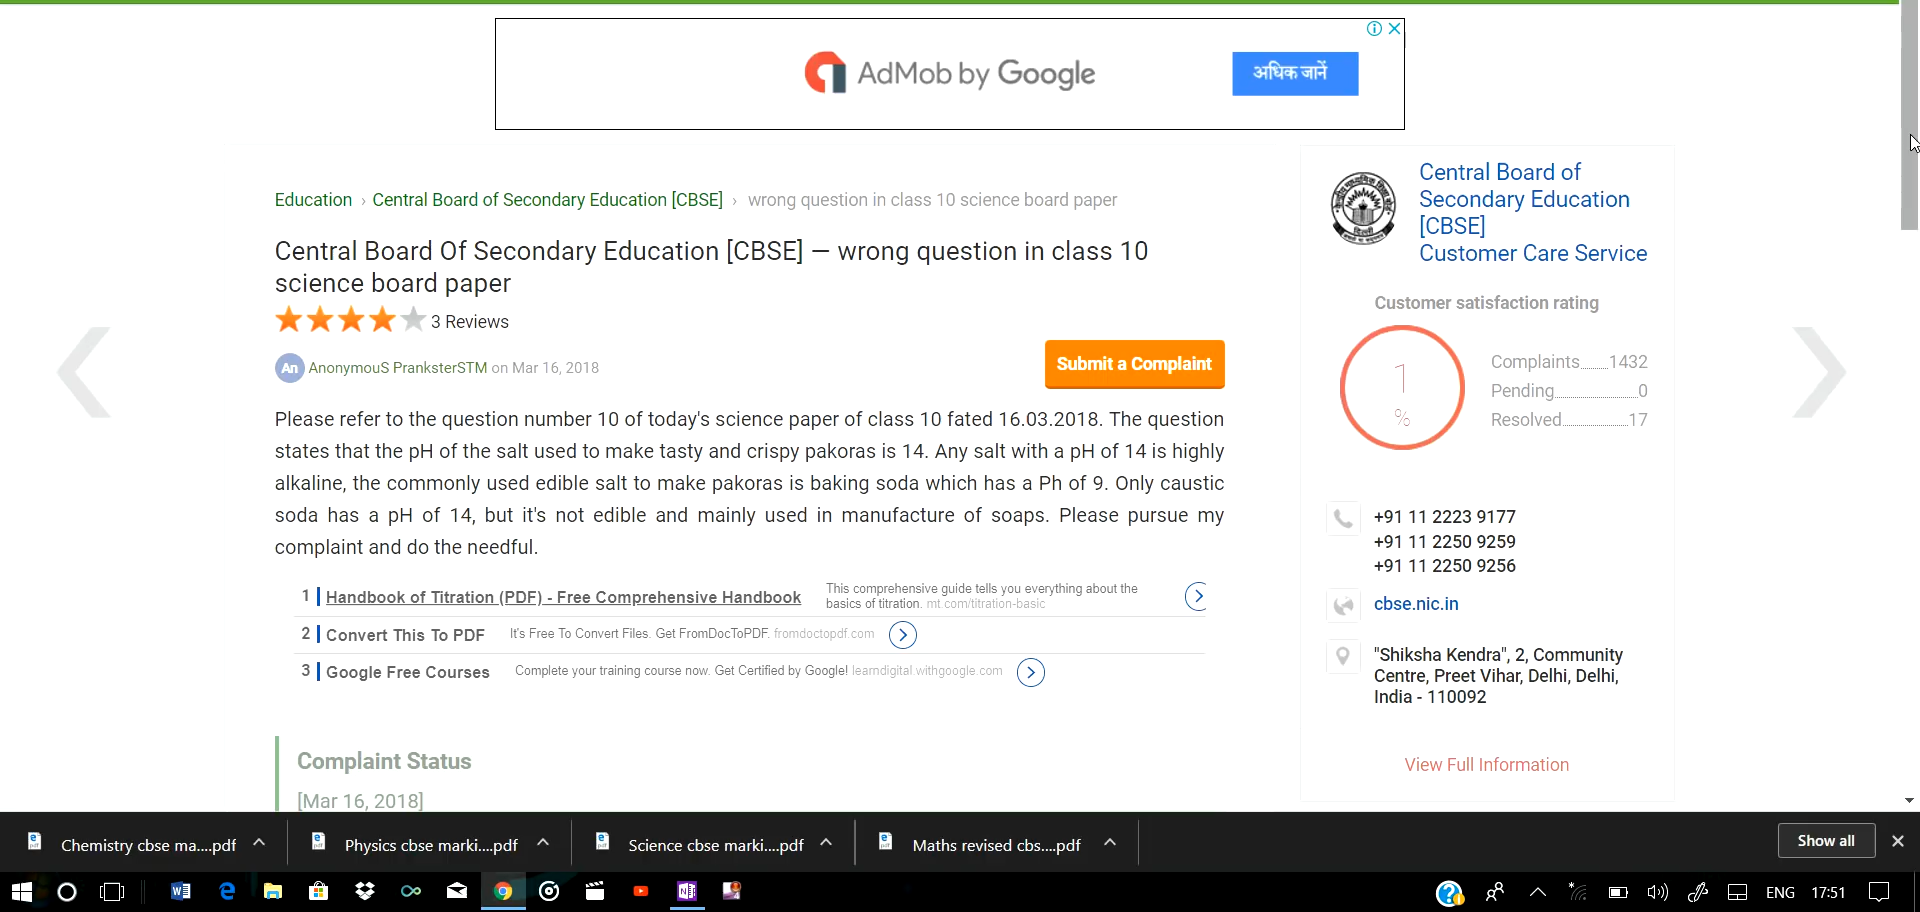 AdMob by Google
अधिक जानें
Education › Central Board of Secondary Education [CBSE] › wrong question in class 10 science board paper
Central Board Of Secondary Education [CBSE] — wrong question in class 10
science board paper
3 Reviews
An AnonymouS PranksterSTM on Mar 16, 2018
Submit a Complaint
Please refer to the question number 10 of today's science paper of class 10 fated 16.03.2018. The question
states that the pH of the salt used to make tasty and crispy pakoras is 14. Any salt with a pH of 14 is highly
alkaline, the commonly used edible salt to make pakoras is baking soda which has a Ph of 9. Only caustic
soda has a pH of 14, but it's not edible and mainly used in manufacture of soaps. Please pursue my
complaint and do the needful.
1 Handbook of Titration (PDF) - Free Comprehensive Handbook
This comprehensive guide tells you everything about the
basics of titration. mt.com/titration-basic
2 Convert This To PDF It's Free To Convert Files. Get FromDocToPDF. fromdoctopdf.com
3 Google Free Courses Complete your training course now. Get Certified by Google! learndigital.withgoogle.com
Complaint Status
[Mar 16, 2018]
Central Board of
Secondary Education
[CBSE]
Customer Care Service
Customer satisfaction rating
1
%
Complaints 1432
Pending 0
Resolved 17
+91 11 2223 9177
+91 11 2250 9259
+91 11 2250 9256
cbse.nic.in
"Shiksha Kendra", 2, Community
Centre, Preet Vihar, Delhi, Delhi,
India - 110092
View Full Information
Chemistry cbse ma....pdf Physics cbse marki....pdf Science cbse marki....pdf Maths revised cbs....pdf Show all
ENG 17:51